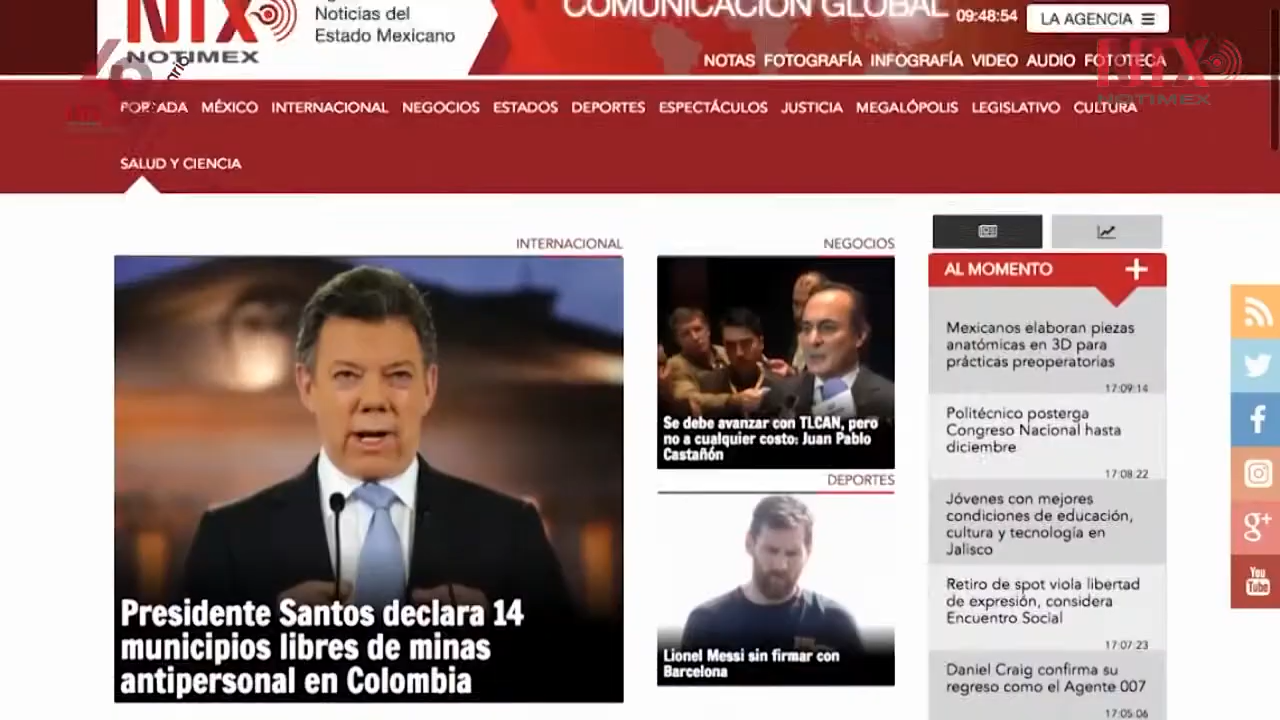 NTX
NOTIMEX
Noticias del
Estado Mexicano
COMUNICACIÓN GLOBAL
09:48:54
LA AGENCIA
NOTAS FOTOGRAFÍA INFOGRAFÍA VIDEO AUDIO FOTOTECA
NTX
NOTIMEX
PORTADA MÉXICO INTERNACIONAL NEGOCIOS ESTADOS DEPORTES ESPECTÁCULOS JUSTICIA MEGALÓPOLIS LEGISLATIVO CULTURA
SALUD Y CIENCIA
INTERNACIONAL
Presidente Santos declara 14
municipios libres de minas
antipersonal en Colombia
NEGOCIOS
Se debe avanzar con TLCAN, pero
no a cualquier costo: Juan Pablo
Castañón
DEPORTES
Lionel Messi sin firmar con
Barcelona
AL MOMENTO
Mexicanos elaboran piezas
anatómicas en 3D para
prácticas preoperatorias
17:09:14
Politécnico posterga
Congreso Nacional hasta
diciembre
17:08:22
Jóvenes con mejores
condiciones de educación,
cultura y tecnología en
Jalisco
Retiro de spot viola libertad
de expresión, considera
Encuentro Social
17:07:23
Daniel Craig confirma su
regreso como el Agente 007
17:05:06
You
Tube